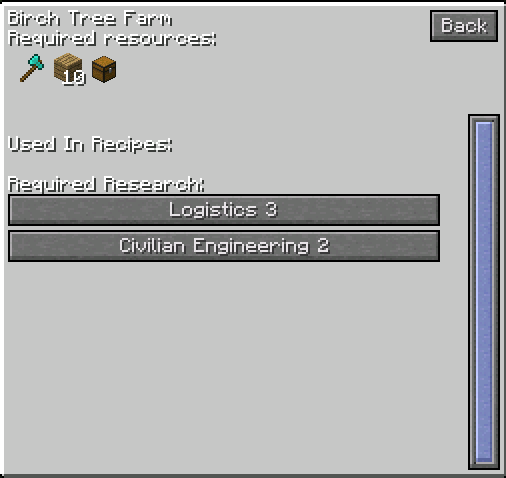 Birch Tree Farm
Back
Required resources:
10
Used In Recipes:
Required Research:
Logistics 3
Civilian Engineering 2